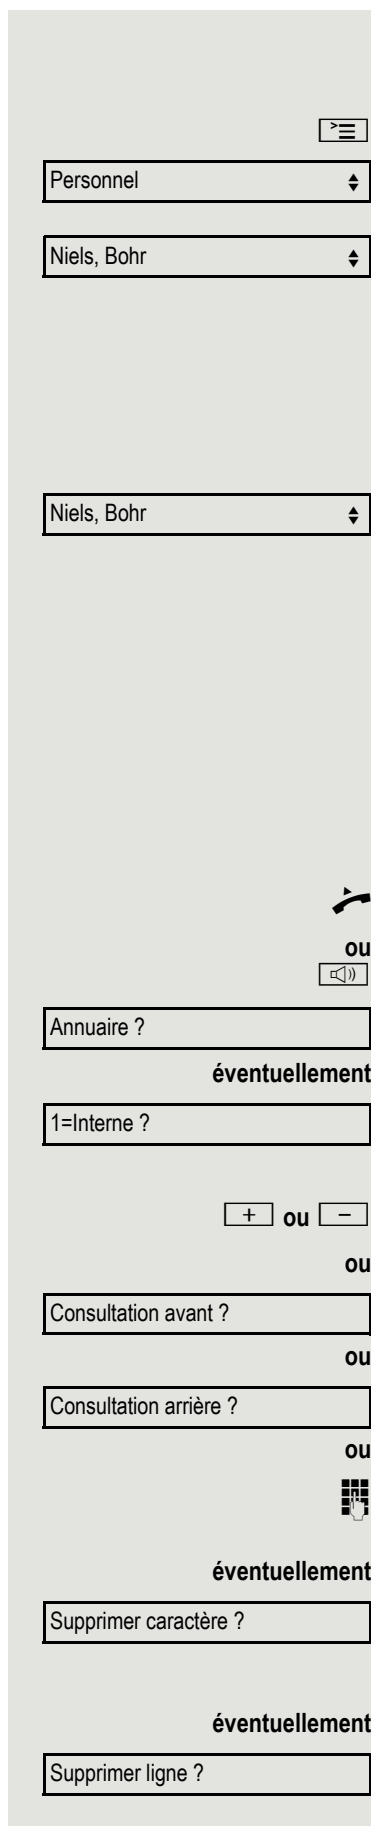 Personnel
Niels, Bohr
Niels, Bohr
ou
Annuaire ?
éventuellement
1=Interne ?
+ ou −
ou
Consultation avant ?
ou
Consultation arrière ?
ou
éventuellement
Supprimer caractère ?
éventuellement
Supprimer ligne ?